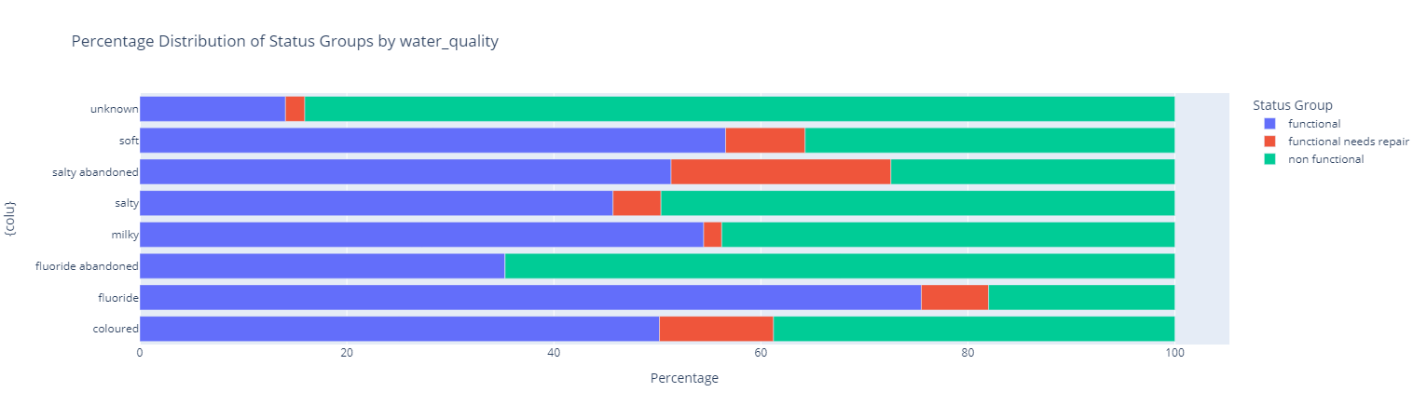 Percentage Distribution of Status Groups by water_quality
Status Group
functional
functional needs repair
non functional
{colu}
unknown
soft
salty abandoned
salty
milky
fluoride abandoned
fluoride
coloured
0 20 40 60 80 100
Percentage